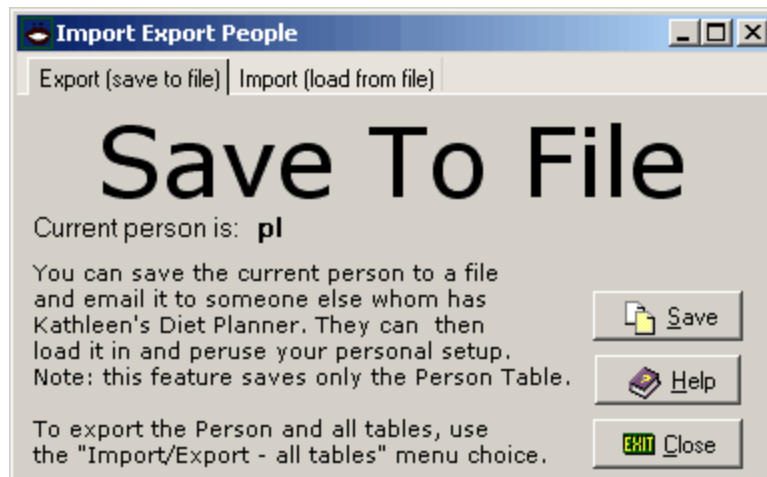 Import Export People
Export (save to file) Import (load from file)
Save To File
Current person is: pl
You can save the current person to a file
and email it to someone else whom has
Kathleen's Diet Planner. They can then
load it in and peruse your personal setup.
Note: this feature saves only the Person Table.
To export the Person and all tables, use
the "Import/Export - all tables" menu choice.
Save
Help
EXIT Close